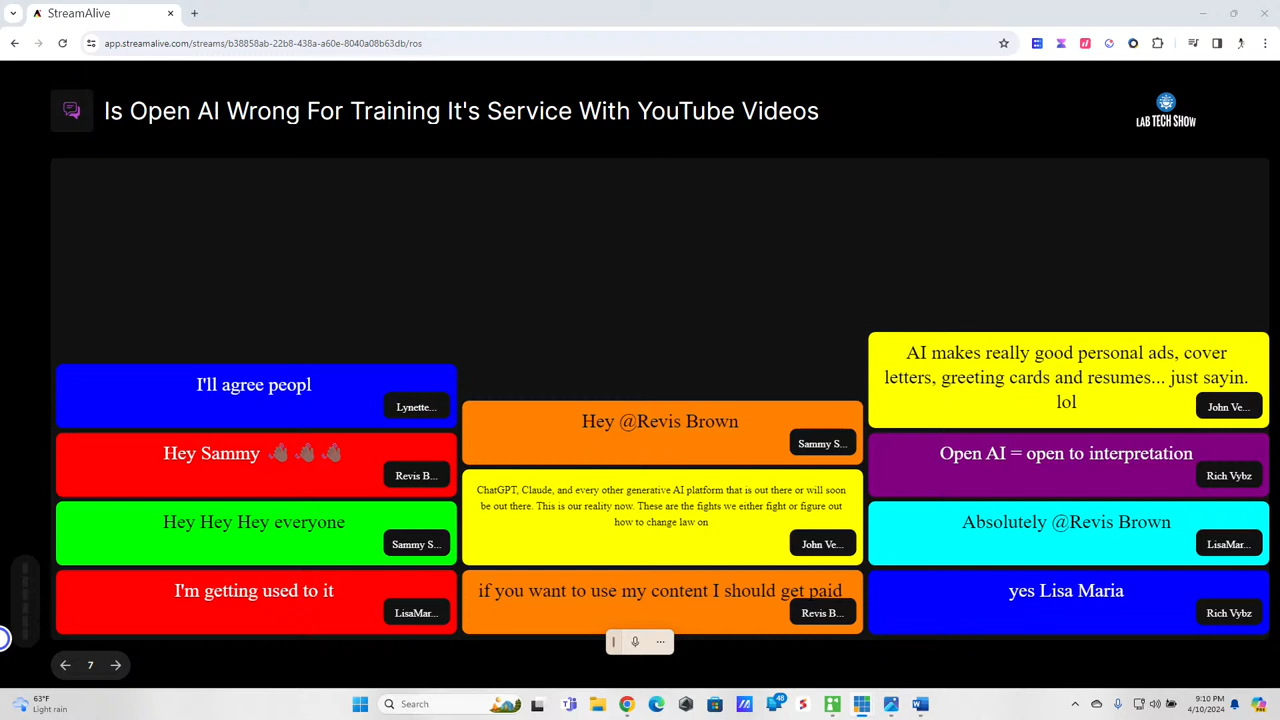 StreamAlive
app.streamalive.com/streams/b38858ab-22b8-438a-a60e-8040a08b63db/ros
Is Open AI Wrong For Training It's Service With YouTube Videos
LAB TECH SHOW
I'll agree peopl
Lynette...
Hey Sammy 👋🏿 👋🏿 👋🏿
Revis B...
Hey Hey Hey everyone
Sammy S...
I'm getting used to it
LisaMar...
Hey @Revis Brown
Sammy S...
ChatGPT, Claude, and every other generative AI platform that is out there or will soon
be out there. This is our reality now. These are the fights we either fight or figure out
how to change law on
John Ve...
if you want to use my content I should get paid
Revis B...
AI makes really good personal ads, cover
letters, greeting cards and resumes... just sayin.
lol
John Ve...
Open AI = open to interpretation
Rich Vybz
Absolutely @Revis Brown
LisaMar...
yes Lisa Maria
Rich Vybz
7
63°F
Light rain
Search
48
9:10 PM
4/10/2024